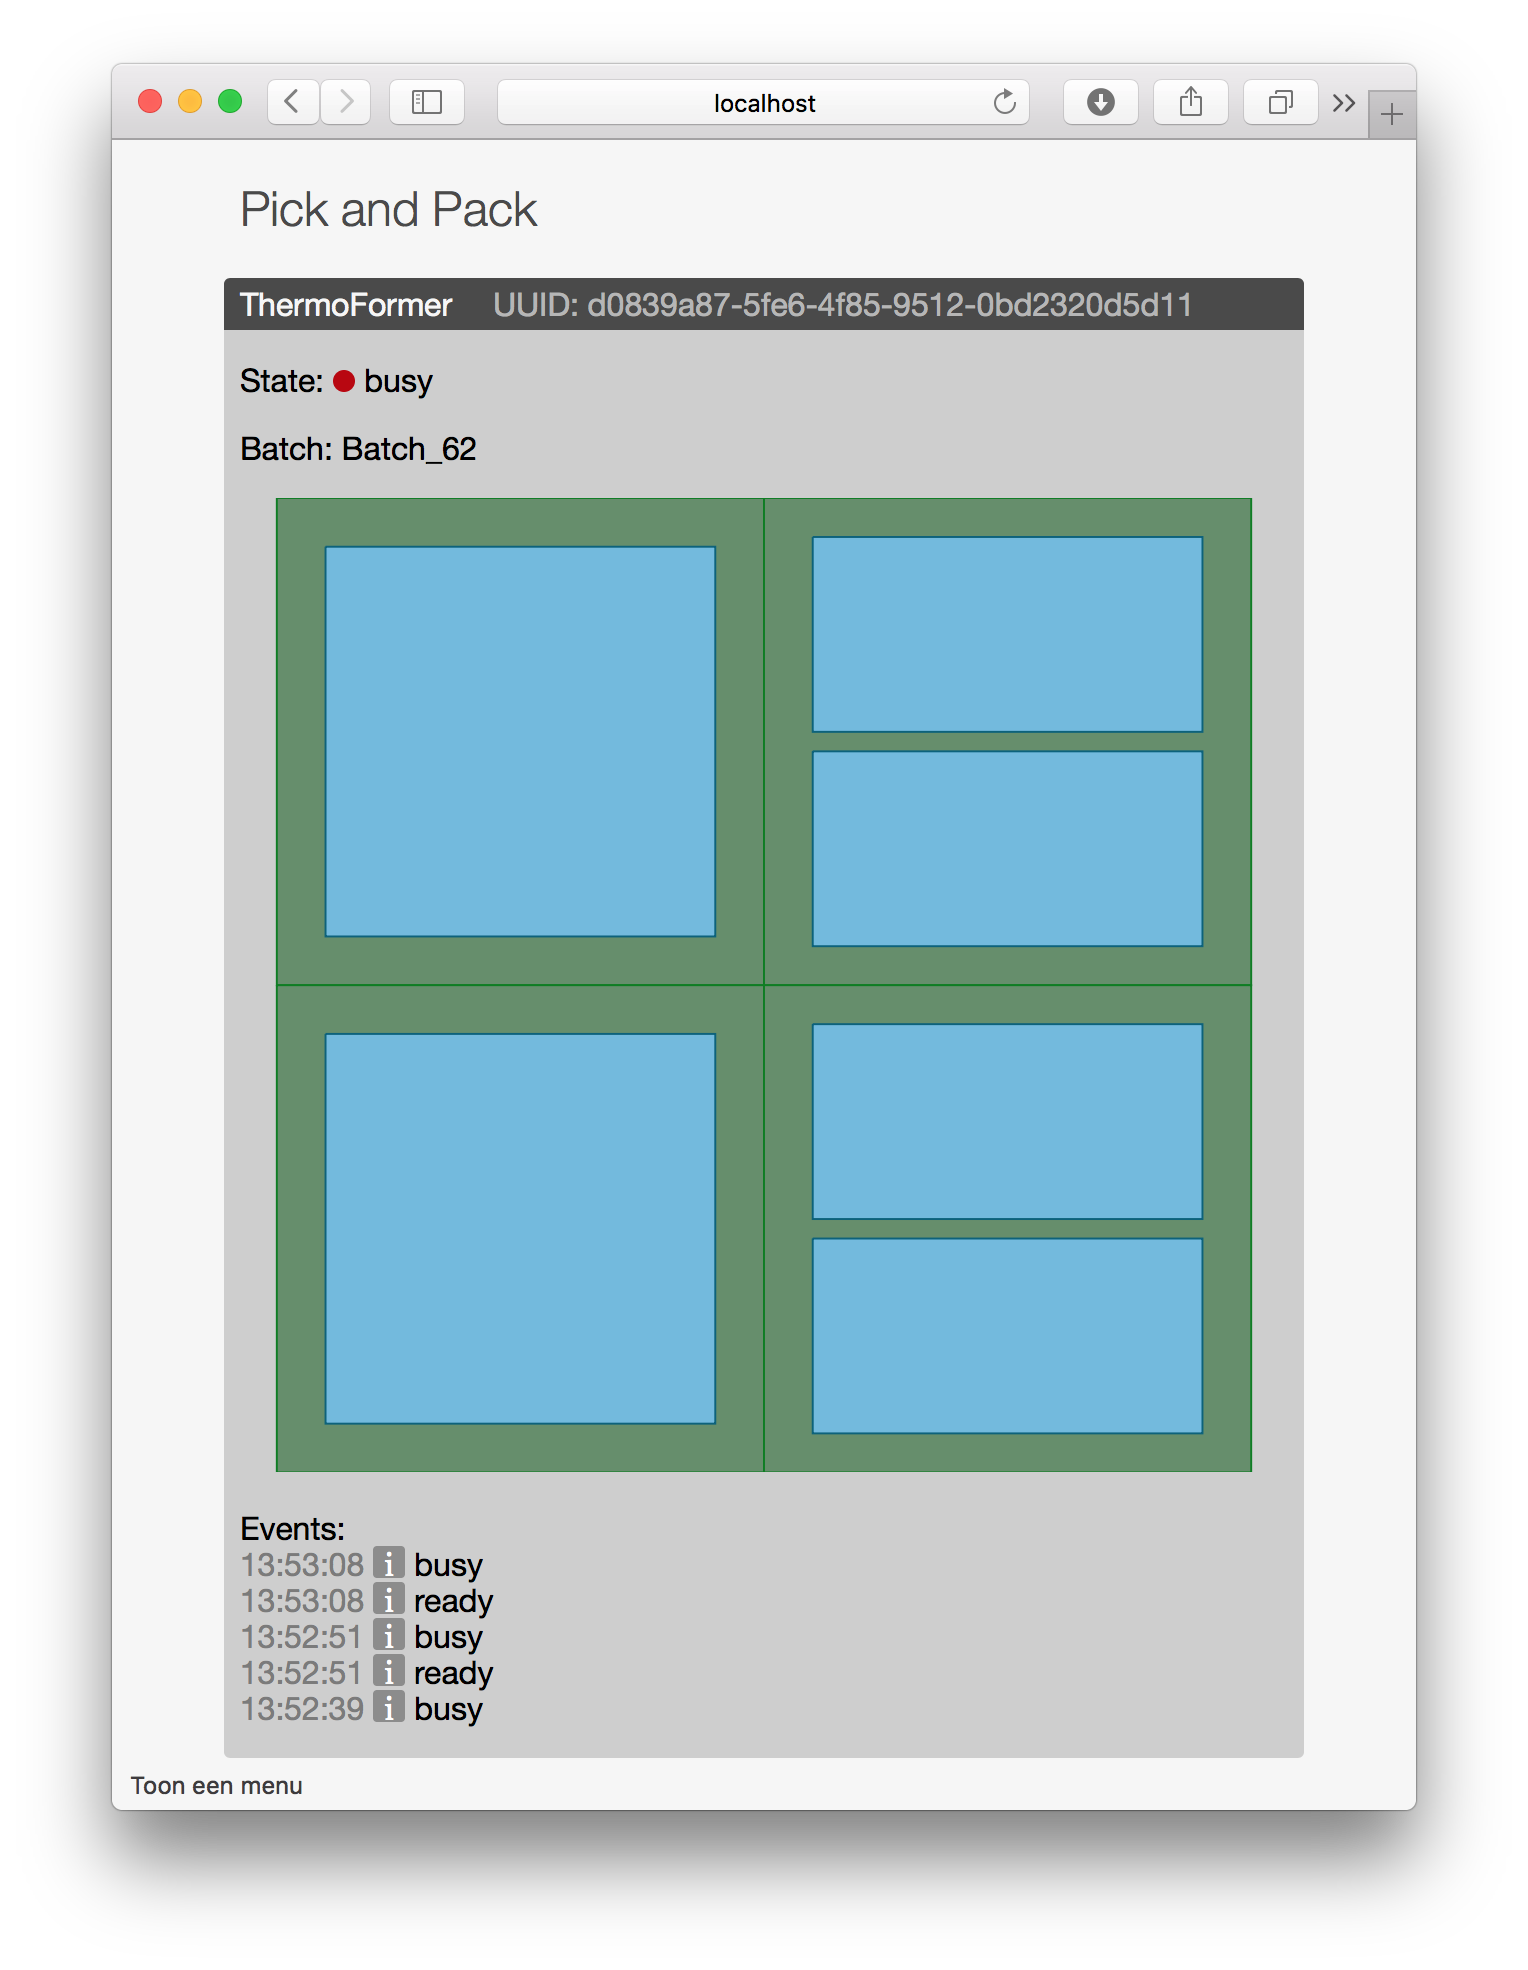 localhost
Pick and Pack
ThermoFormer UUID: d0839a87-5fe6-4f85-9512-0bd2320d5d11
State: busy
Batch: Batch_62
Events:
13:53:08 i busy
13:53:08 i ready
13:52:51 i busy
13:52:51 i ready
13:52:39 i busy
Toon een menu